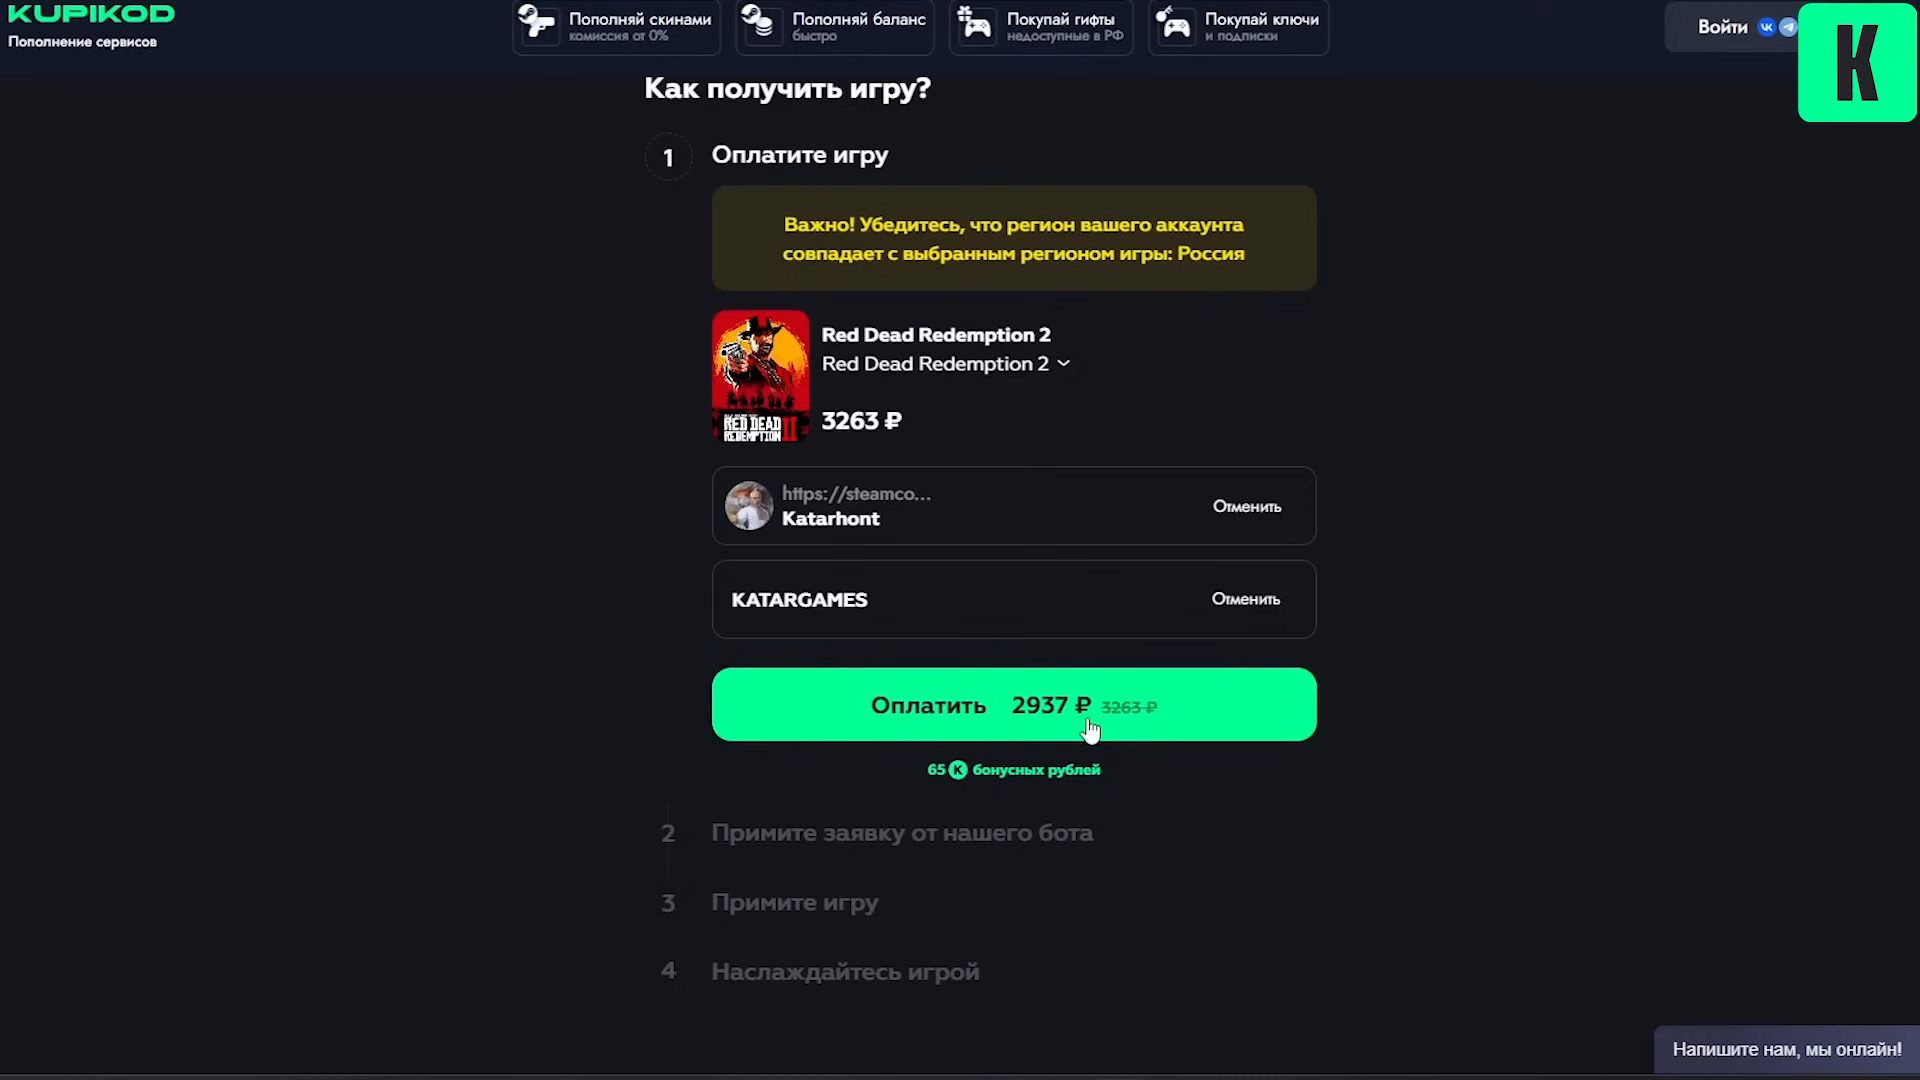 KUPIKOD
Пополнение сервисов
Пополняй скинами
комиссия от 0%
Пополняй баланс
быстро
Покупай гифты
недоступные в РФ
Покупай ключи
и подписки
Войти
K
Как получить игру?
1
Оплатите игру
Важно! Убедитесь, что регион вашего аккаунта
совпадает с выбранным регионом игры: Россия
RED DEAD
REDEMPTION II
Red Dead Redemption 2
Red Dead Redemption 2
3263 ₽
https://steamco...
Katarhont
Отменить
KATARGAMES
Отменить
Оплатить 2937 ₽ 3263 ₽
65 K бонусных рублей
2 Примите заявку от нашего бота
3 Примите игру
4 Наслаждайтесь игрой
Напишите нам, мы онлайн!